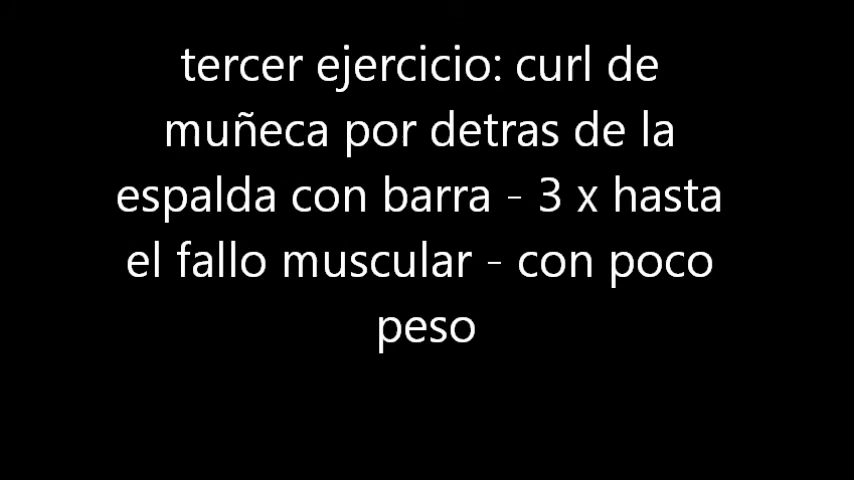 tercer ejercicio: curl de
muñeca por detras de la
espalda con barra - 3 x hasta
el fallo muscular - con poco
peso